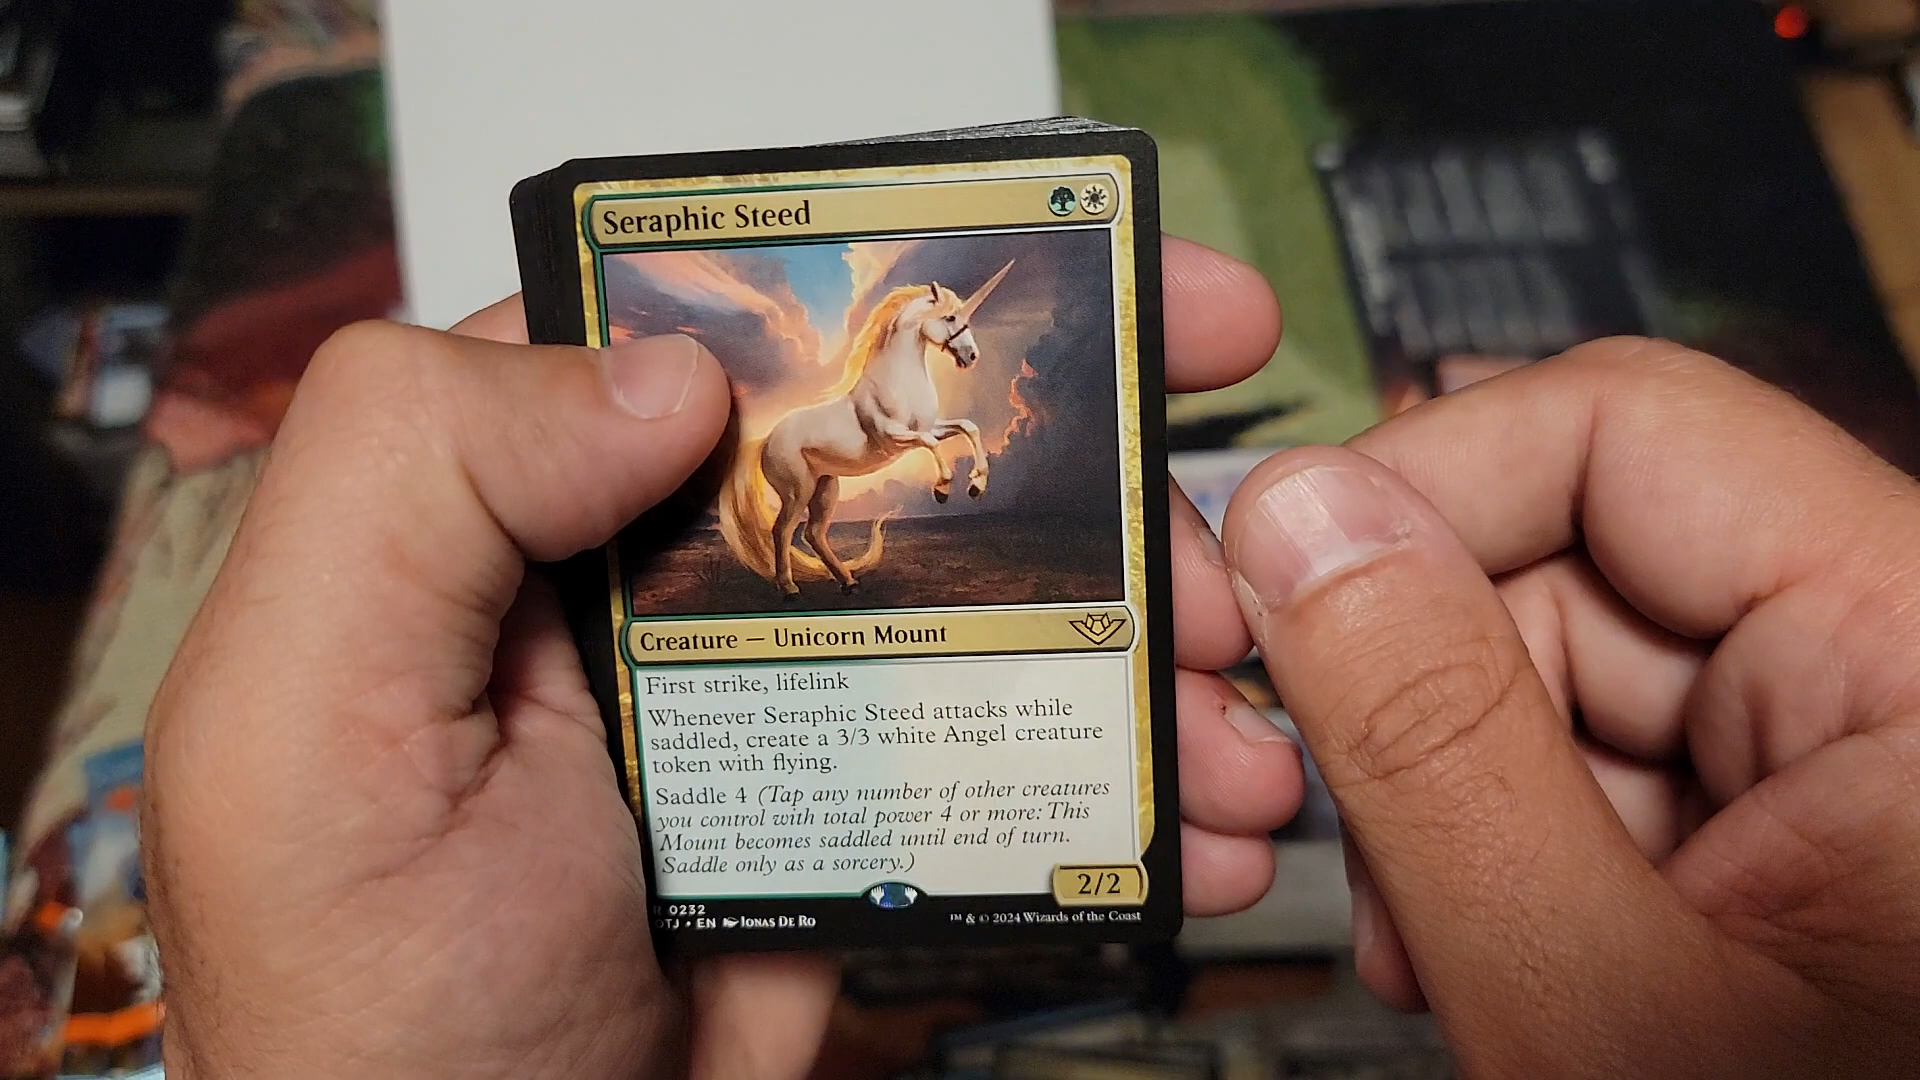 Seraphic Steed
Creature — Unicorn Mount
First strike, lifelink
Whenever Seraphic Steed attacks while
saddled, create a 3/3 white Angel creature
token with flying.
Saddle 4 (Tap any number of other creatures
you control with total power 4 or more: This
Mount becomes saddled until end of turn.
Saddle only as a sorcery.)
2/2
R 0232
OTJ • EN Jonas De Ro
™ & © 2024 Wizards of the Coast